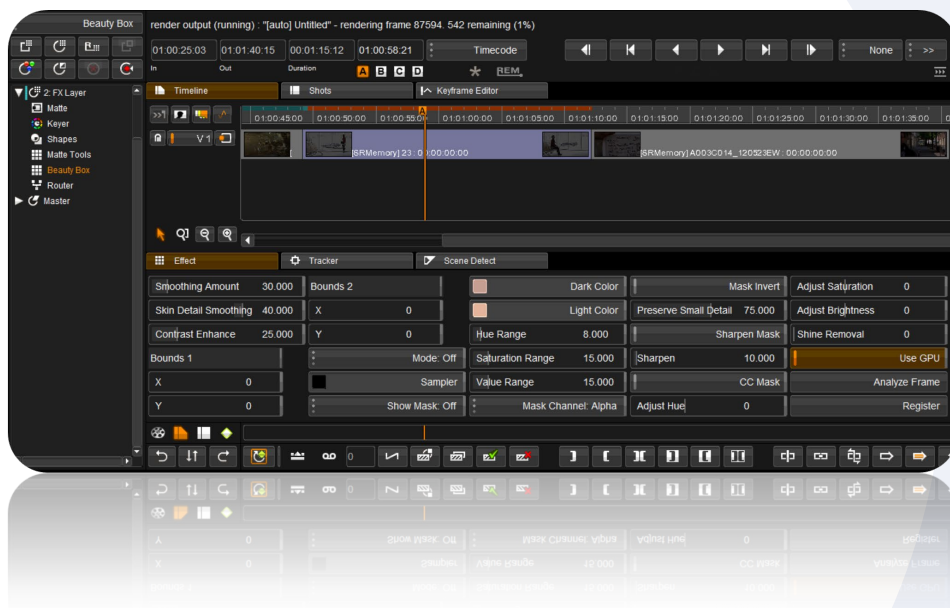 Beauty Box
render output (running) : "[auto] Untitled" - rendering frame 87594. 542 remaining (1%)
01:00:25:03 01:01:40:15 00:01:15:12 01:00:58:21 Timecode None >>
In Out Duration A B C D REM
2: FX Layer
Matte
Keyer
Shapes
Matte Tools
Beauty Box
Router
Master
Timeline Shots Keyframe Editor
01:00:45:00 01:00:50:00 01:00:55:00 01:01:00:00 01:01:05:00 01:01:10:00 01:01:15:00 01:01:20:00 01:01:25:00 01:01:30:00 01:01:35:00
V1
[6RMemory] 23 : 00:00:00:00 [6RMemory] A003C014_120523EW : 00:00:00:00
Effect Tracker Scene Detect
Smoothing Amount 30.000 Bounds 2 Dark Color Mask Invert Adjust Saturation 0
Skin Detail Smoothing 40.000 X 0 Light Color Preserve Small Detail 75.000 Adjust Brightness 0
Contrast Enhance 25.000 Y 0 Hue Range 8.000 Sharpen Mask Shine Removal 0
Bounds 1 Mode: Off Saturation Range 15.000 Sharpen 10.000 Use GPU
X 0 Sampler Value Range 15.000 CC Mask Analyze Frame
Y 0 Show Mask: Off Mask Channel: Alpha Adjust Hue 0 Register
0